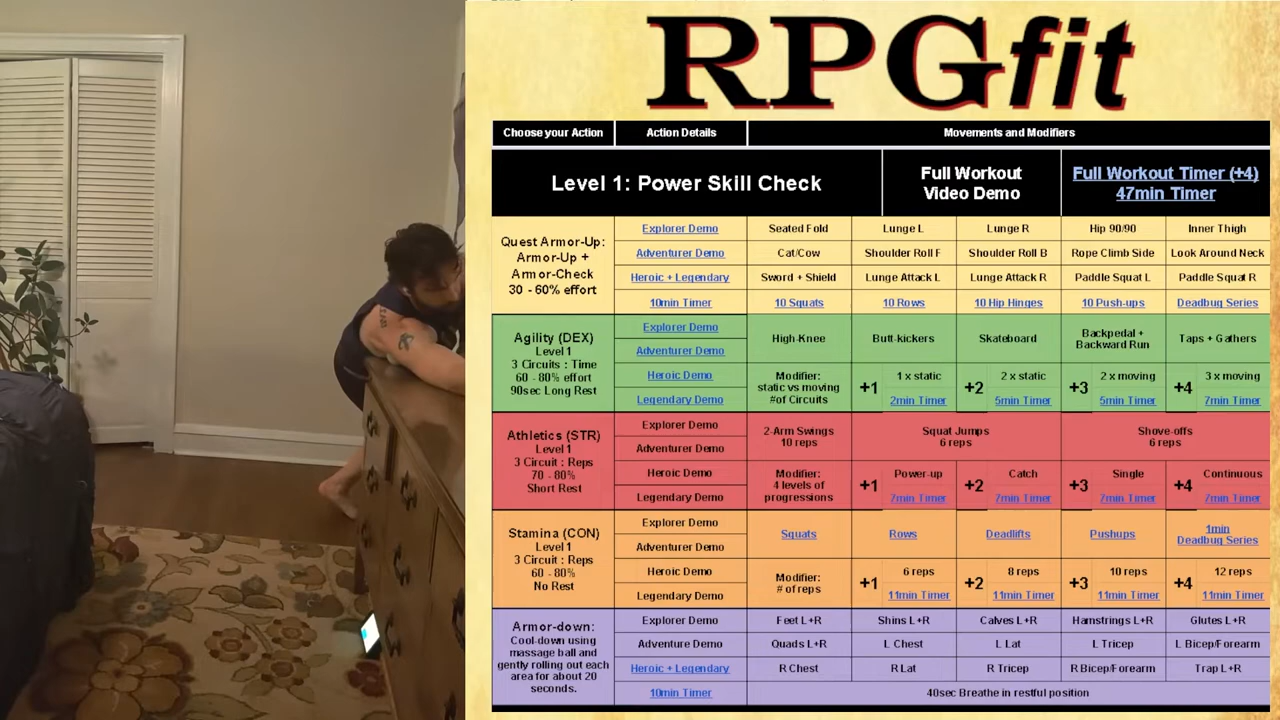 RPGfit
Choose your Action
Action Details
Movements and Modifiers
Level 1: Power Skill Check
Full Workout
Video Demo
Full Workout Timer (+4)
47min Timer
Quest Armor-Up:
Armor-Up +
Armor-Check
30 - 60% effort
Explorer Demo
Seated Fold
Lunge L
Lunge R
Hip 90/90
Inner Thigh
Adventurer Demo
Cat/Cow
Shoulder Roll F
Shoulder Roll B
Rope Climb Side
Look Around Neck
Heroic + Legendary
Sword + Shield
Lunge Attack L
Lunge Attack R
Paddle Squat L
Paddle Squat R
10min Timer
10 Squats
10 Rows
10 Hip Hinges
10 Push-ups
Deadbug Series
Agility (DEX)
Level 1
3 Circuits : Time
60 - 80% effort
90sec Long Rest
Explorer Demo
Adventurer Demo
High-Knee
Butt-kickers
Skateboard
Backpedal +
Backward Run
Taps + Gathers
Heroic Demo
Legendary Demo
Modifier:
static vs moving
#of Circuits
+1
1 x static
2min Timer
+2
2 x static
5min Timer
+3
2 x moving
5min Timer
+4
3 x moving
7min Timer
Athletics (STR)
Level 1
3 Circuit : Reps
70 - 80%
Short Rest
Explorer Demo
Adventurer Demo
2-Arm Swings
10 reps
Squat Jumps
6 reps
Shove-offs
6 reps
Heroic Demo
Legendary Demo
Modifier:
4 levels of
progressions
+1
Power-up
7min Timer
+2
Catch
7min Timer
+3
Single
7min Timer
+4
Continuous
7min Timer
Stamina (CON)
Level 1
3 Circuit : Reps
60 - 80%
No Rest
Explorer Demo
Adventurer Demo
Squats
Rows
Deadlifts
Pushups
1min
Deadbug Series
Heroic Demo
Legendary Demo
Modifier:
# of reps
+1
6 reps
11min Timer
+2
8 reps
11min Timer
+3
10 reps
11min Timer
+4
12 reps
11min Timer
Armor-down:
Cool-down using
massage ball and
gently rolling out each
area for about 20
seconds.
Explorer Demo
Feet L+R
Shins L+R
Calves L+R
Hamstrings L+R
Glutes L+R
Adventure Demo
Quads L+R
L Chest
L Lat
L Tricep
L Bicep/Forearm
Heroic + Legendary
R Chest
R Lat
R Tricep
R Bicep/Forearm
Trap L+R
10min Timer
40sec Breathe in restful position